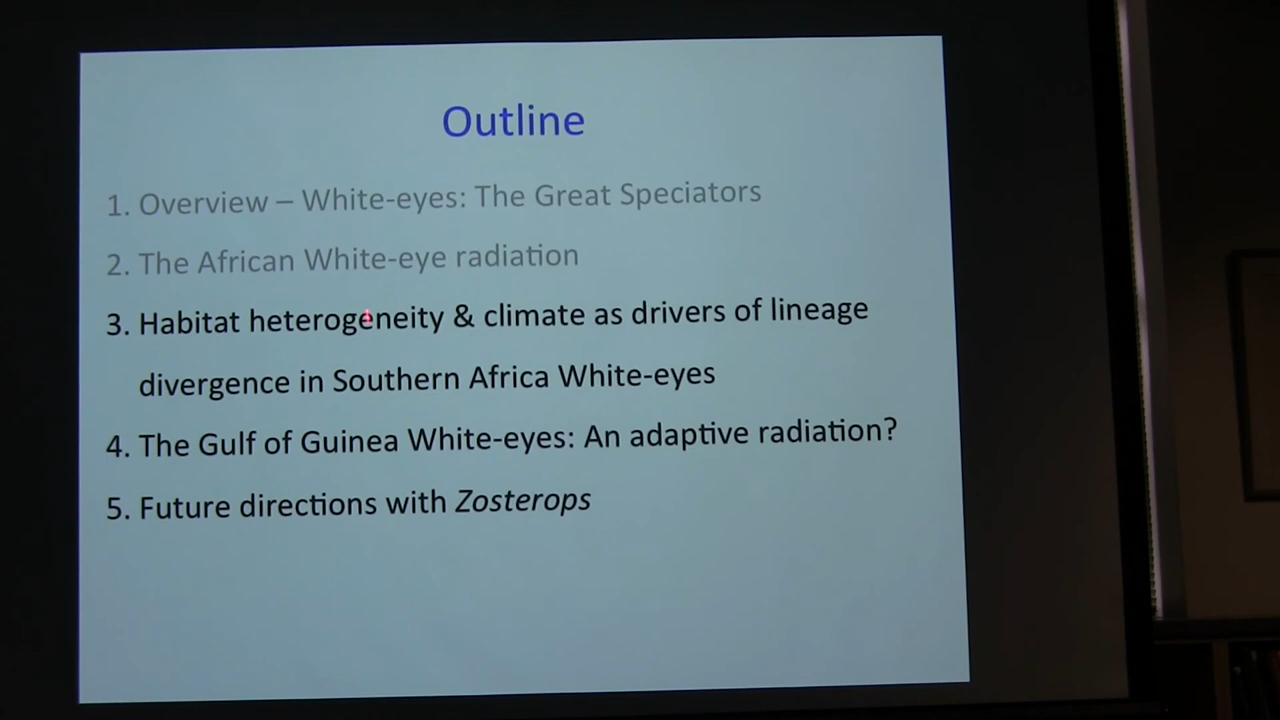 Outline
1. Overview – White-eyes: The Great Speciators
2. The African White-eye radiation
3. Habitat heterogeneity & climate as drivers of lineage
divergence in Southern Africa White-eyes
4. The Gulf of Guinea White-eyes: An adaptive radiation?
5. Future directions with Zosterops